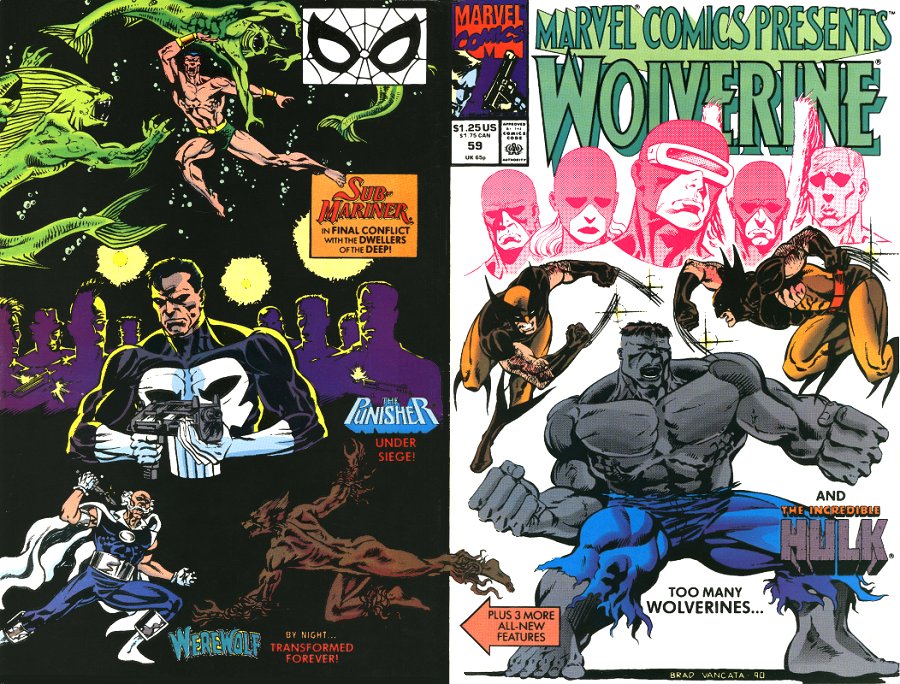 SUB-
MARINER.
IN FINAL CONFLICT
WITH THE DWELLERS
OF THE DEEP!
THE
PUNISHER
UNDER
SIEGE!
WEREWOLF
BY NIGHT...
TRANSFORMED
FOREVER!
MARVEL
COMICS
$1.25 US
$1.75 CAN
59
UK 65p
APPROVED
BY THE
COMICS
CODE
AUTHORITY
MARVEL COMICS PRESENTS™
WOLVERINE®
AND
THE INCREDIBLE
HULK®
TOO MANY
WOLVERINES...
PLUS 3 MORE
ALL-NEW
FEATURES
BRAD VANCATA - 90